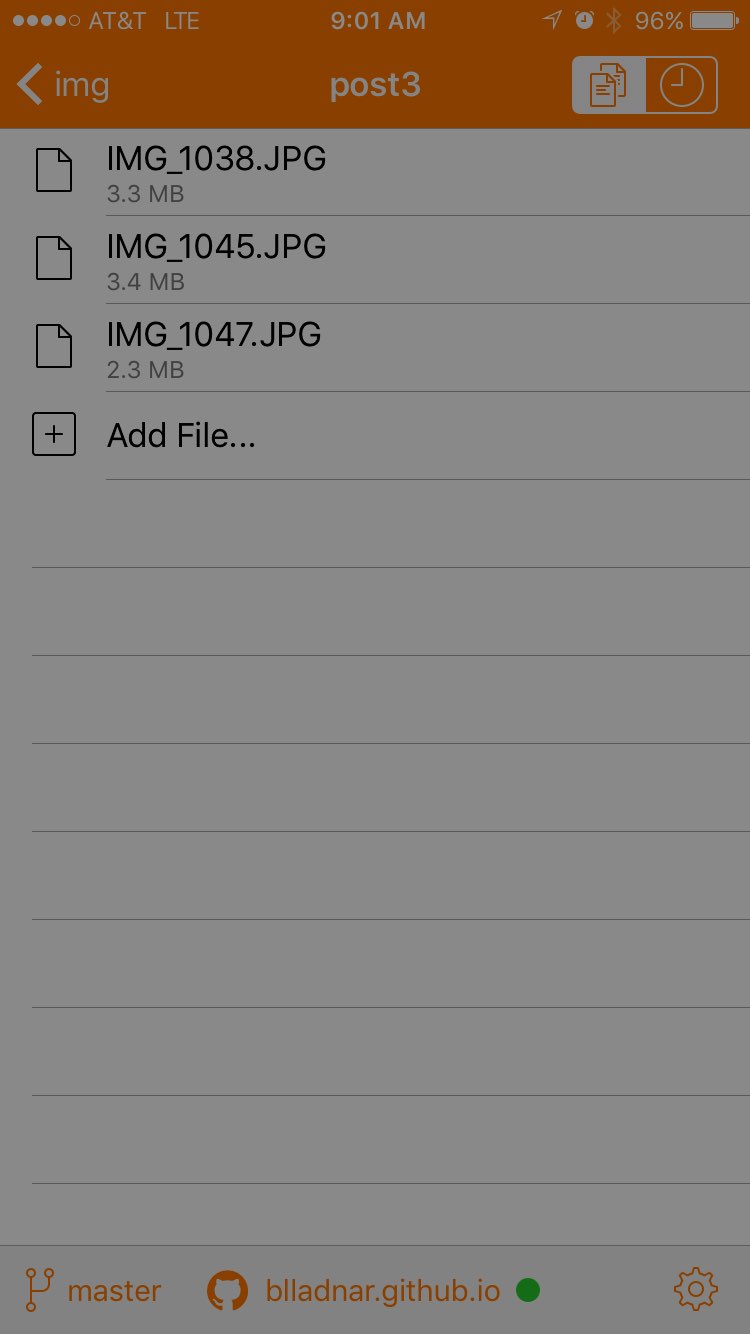 AT&T LTE 9:01 AM 96%
img post3
IMG_1038.JPG
3.3 MB
IMG_1045.JPG
3.4 MB
IMG_1047.JPG
2.3 MB
Add File...
master blladnar.github.io